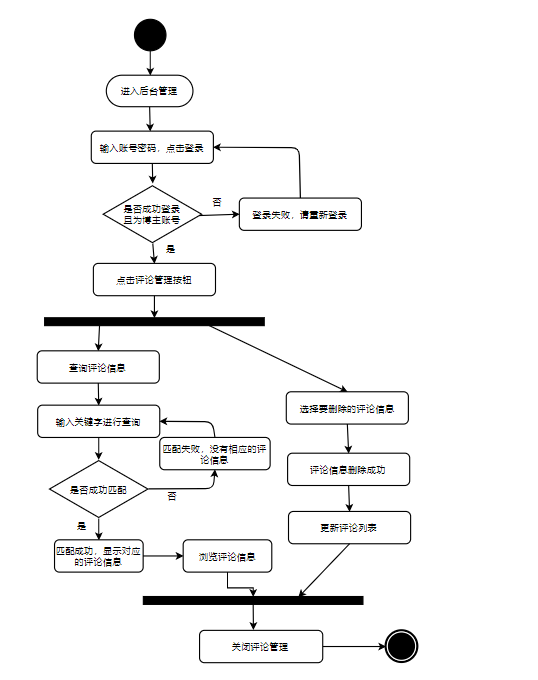 进入后台管理
输入账号密码，点击登录
是否成功登录
且为博主账号
否
登录失败，请重新登录
是
点击评论管理按钮
查询评论信息
选择要删除的评论信息
输入关键字进行查询
匹配失败，没有相应的评
论信息
评论信息删除成功
是否成功匹配
否
是
更新评论列表
匹配成功，显示对应
的评论信息
浏览评论信息
关闭评论管理